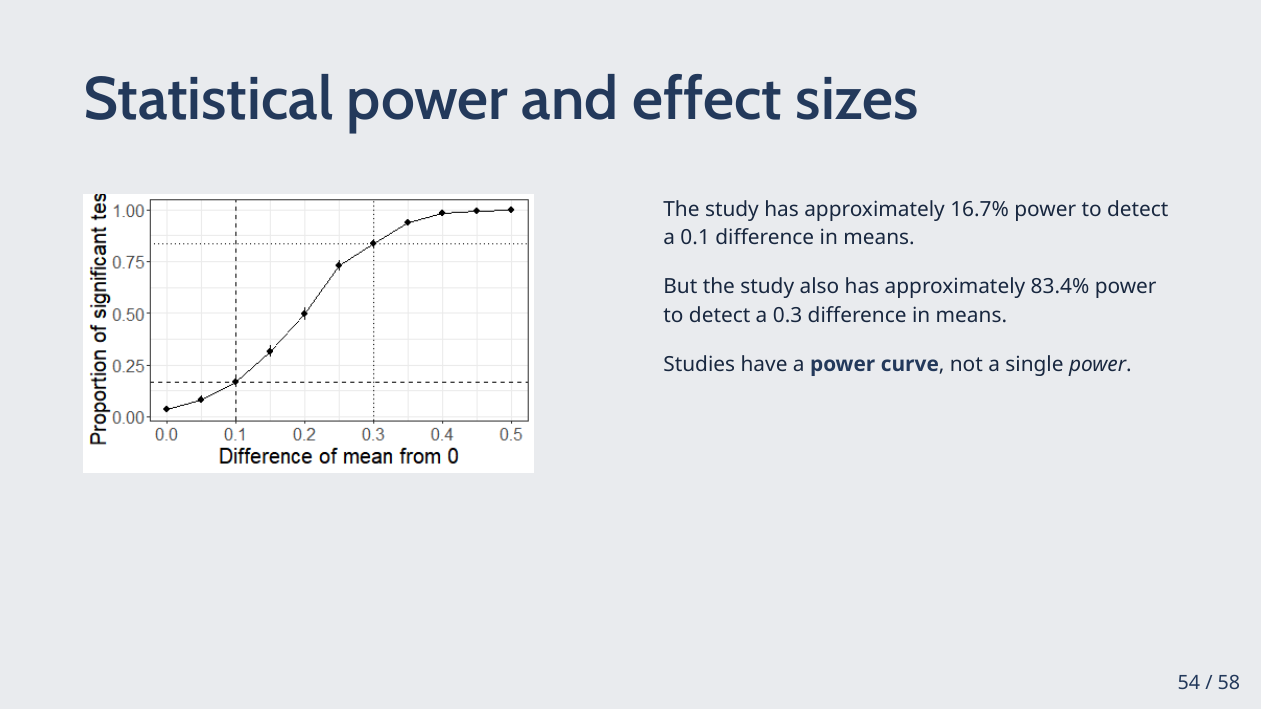 Statistical power and effect sizes
Proportion of significant tes
1.00
0.75
0.50
0.25
0.00
0.0 0.1 0.2 0.3 0.4 0.5
Difference of mean from 0
The study has approximately 16.7% power to detect
a 0.1 difference in means.
But the study also has approximately 83.4% power
to detect a 0.3 difference in means.
Studies have a power curve, not a single power.
54 / 58